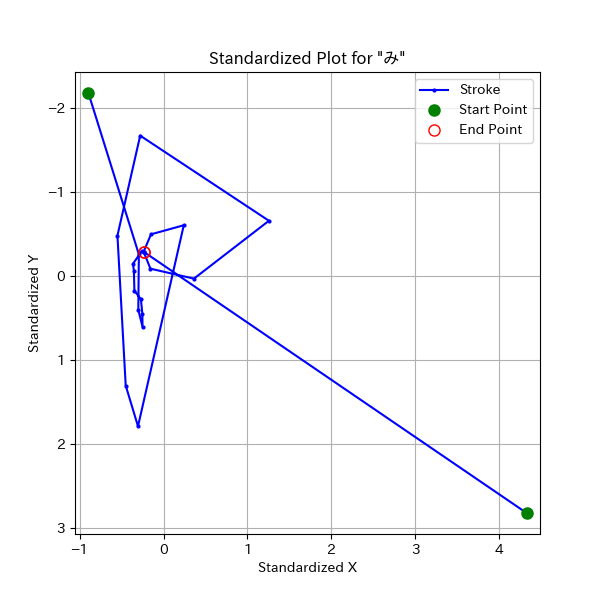 Standardized Plot for "み"
Stroke
Start Point
End Point
−2
−1
0
1
2
3
Standardized Y
−1 0 1 2 3 4
Standardized X